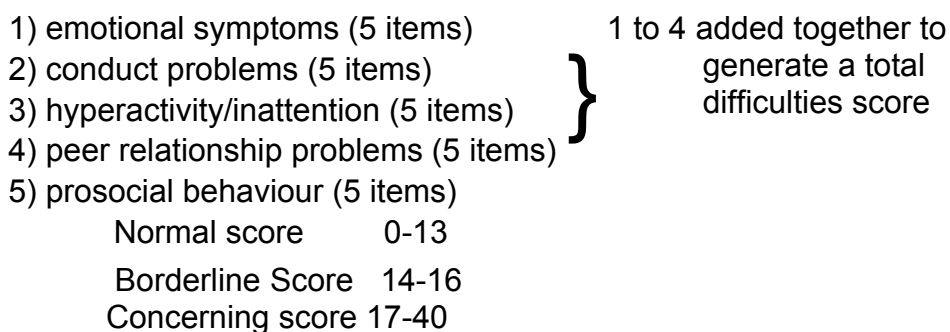 1) emotional symptoms (5 items)
2) conduct problems (5 items)
3) hyperactivity/inattention (5 items)
4) peer relationship problems (5 items)
5) prosocial behaviour (5 items)
}
1 to 4 added together to
generate a total
difficulties score
Normal score 0-13
Borderline Score 14-16
Concerning score 17-40